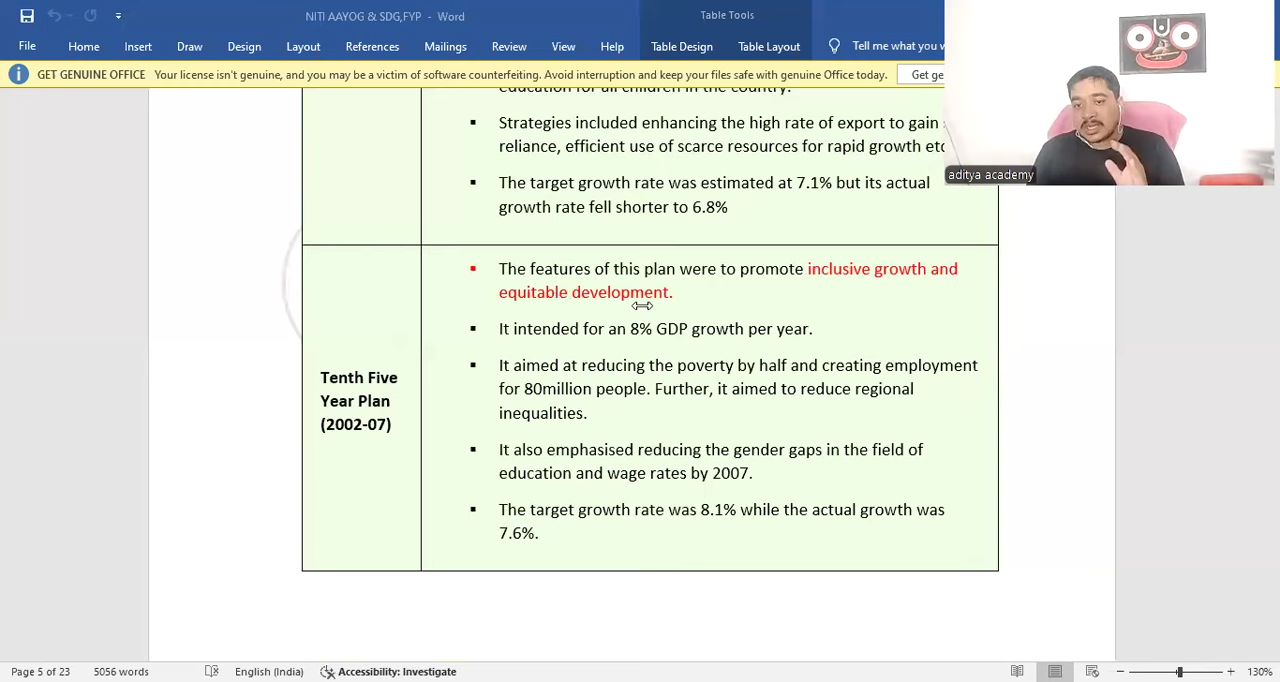 NITI AAYOG & SDG,FYP - Word
Table Tools
File Home Insert Draw Design Layout References Mailings Review View Help Table Design Table Layout Tell me what you
GET GENUINE OFFICE Your license isn't genuine, and you may be a victim of software counterfeiting. Avoid interruption and keep your files safe with genuine Office today. Get ge
education for all children in the country.
▪ Strategies included enhancing the high rate of export to gain
reliance, efficient use of scarce resources for rapid growth etc
▪ The target growth rate was estimated at 7.1% but its actual
growth rate fell shorter to 6.8%
aditya academy
Tenth Five
Year Plan
(2002-07)
▪ The features of this plan were to promote inclusive growth and
equitable development.
▪ It intended for an 8% GDP growth per year.
▪ It aimed at reducing the poverty by half and creating employment
for 80million people. Further, it aimed to reduce regional
inequalities.
▪ It also emphasised reducing the gender gaps in the field of
education and wage rates by 2007.
▪ The target growth rate was 8.1% while the actual growth was
7.6%.
Page 5 of 23 5056 words English (India) Accessibility: Investigate 130%